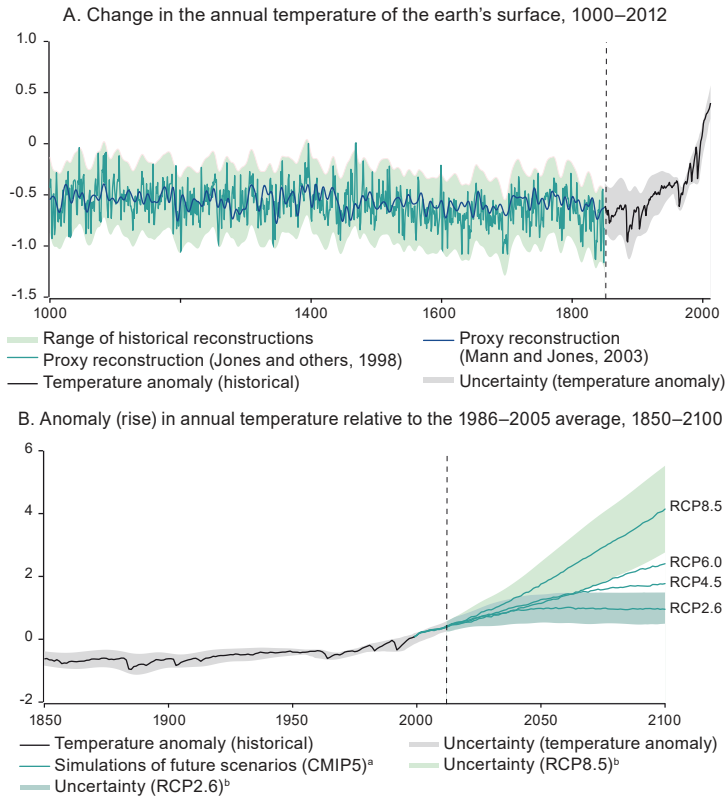 A. Change in the annual temperature of the earth's surface, 1000–2012
1.0
0.5
0
-0.5
-1.0
-1.5
1000 1200 1400 1600 1800 2000
Range of historical reconstructions
Proxy reconstruction (Jones and others, 1998)
Temperature anomaly (historical)
Proxy reconstruction
(Mann and Jones, 2003)
Uncertainty (temperature anomaly)
B. Anomaly (rise) in annual temperature relative to the 1986–2005 average, 1850–2100
6
4
2
0
-2
RCP8.5
RCP6.0
RCP4.5
RCP2.6
1850 1900 1950 2000 2050 2100
Temperature anomaly (historical)
Simulations of future scenarios (CMIP5)ᵃ
Uncertainty (RCP2.6)ᵇ
Uncertainty (temperature anomaly)
Uncertainty (RCP8.5)ᵇ